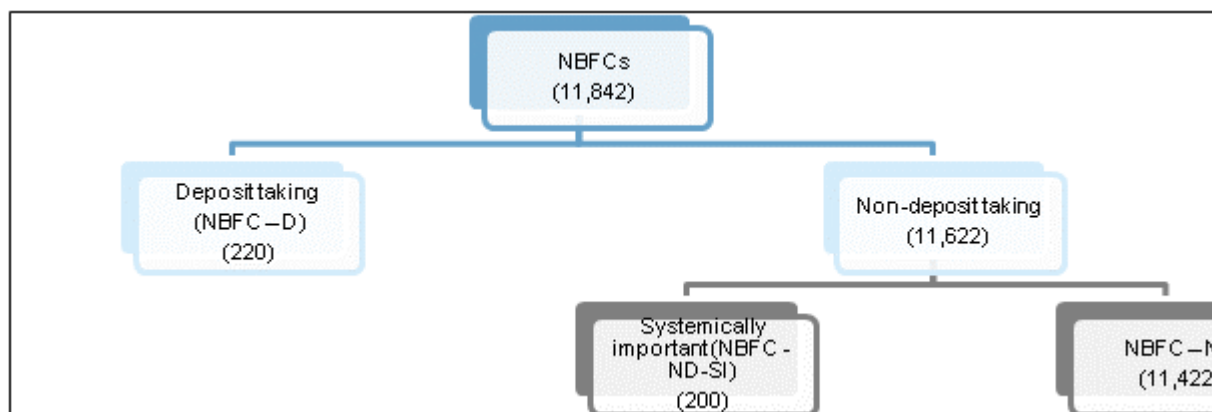 NBFCs
(11,842)
Deposit taking
(NBFC – D)
(220)
Non-deposit taking
(11,622)
Systemically
important(NBFC -
ND-SI)
(200)
NBFC – N
(11,422